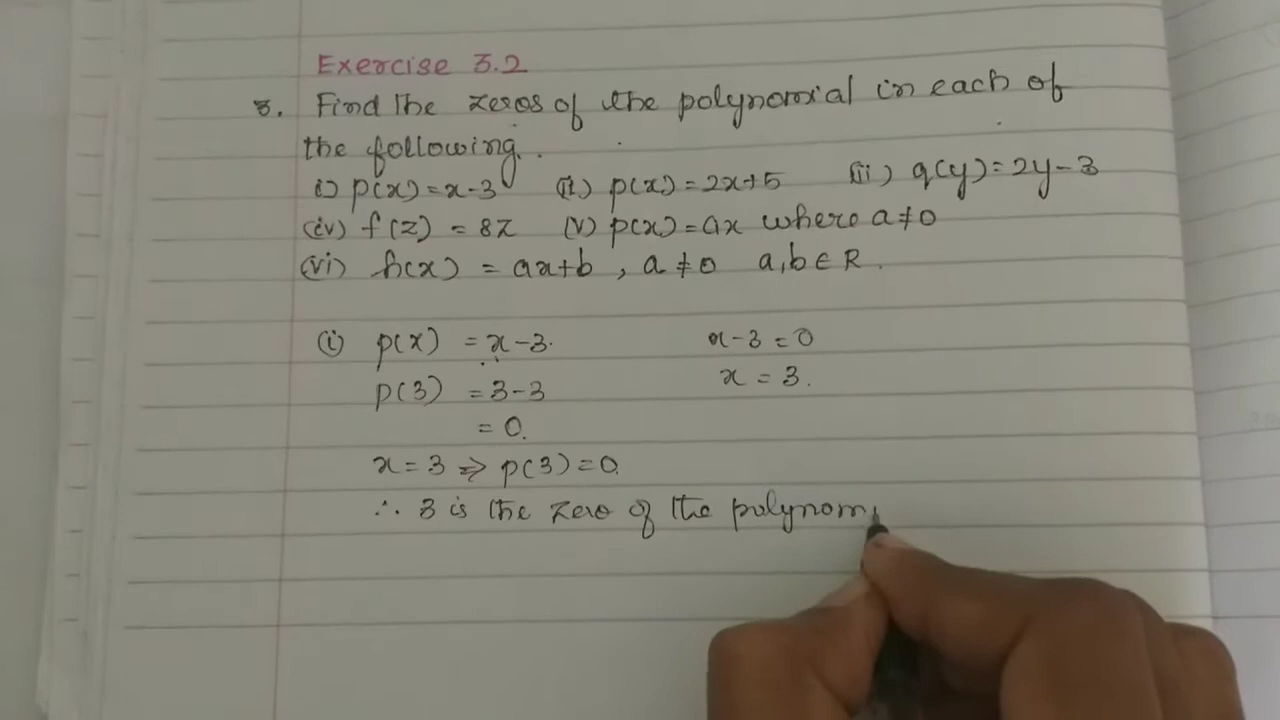 Exercise 3.2
3. Find the zeros of the polynomial in each of
the following.
i) p(x) = x-3 (ii) p(x) = 2x+5 (iii) q(y) = 2y-3
(iv) f(z) = 8z (v) p(x) = ax where a≠0
(vi) h(x) = ax+b , a ≠ 0 a,b ∈ R.
(i) p(x) = x-3. x-3 = 0
p(3) = 3-3 x = 3.
= 0.
x = 3 ⇒ p(3) = 0.
∴ 3 is the zero of the polynomi